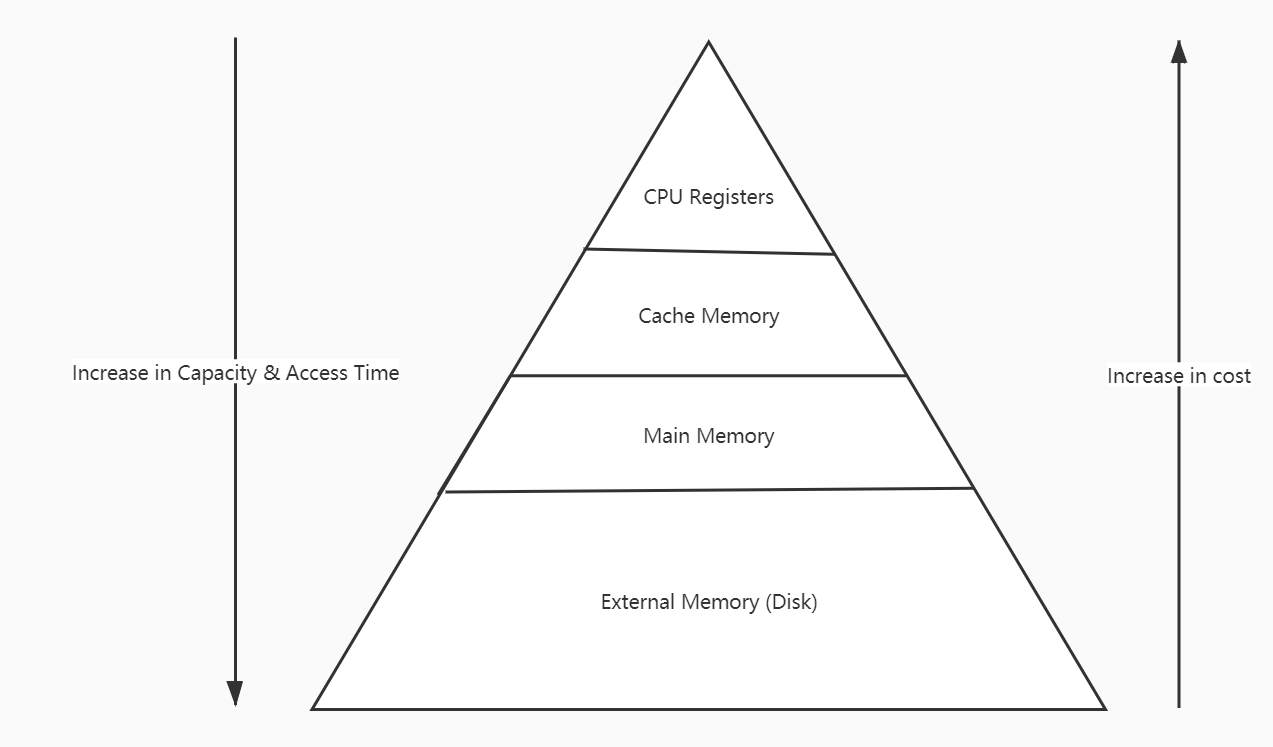 CPU Registers
Cache Memory
Increase in Capacity & Access Time
Increase in cost
Main Memory
External Memory (Disk)